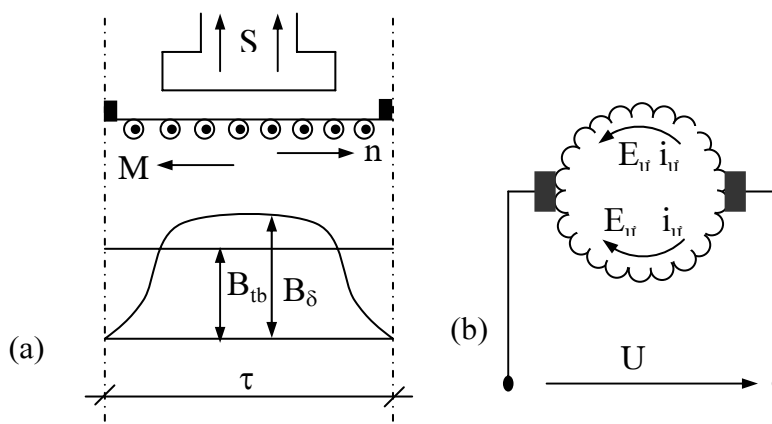 S
M
n
B_tb
B_δ
τ
(a)
E_ư i_ư
E_ư i_ư
U
(b)